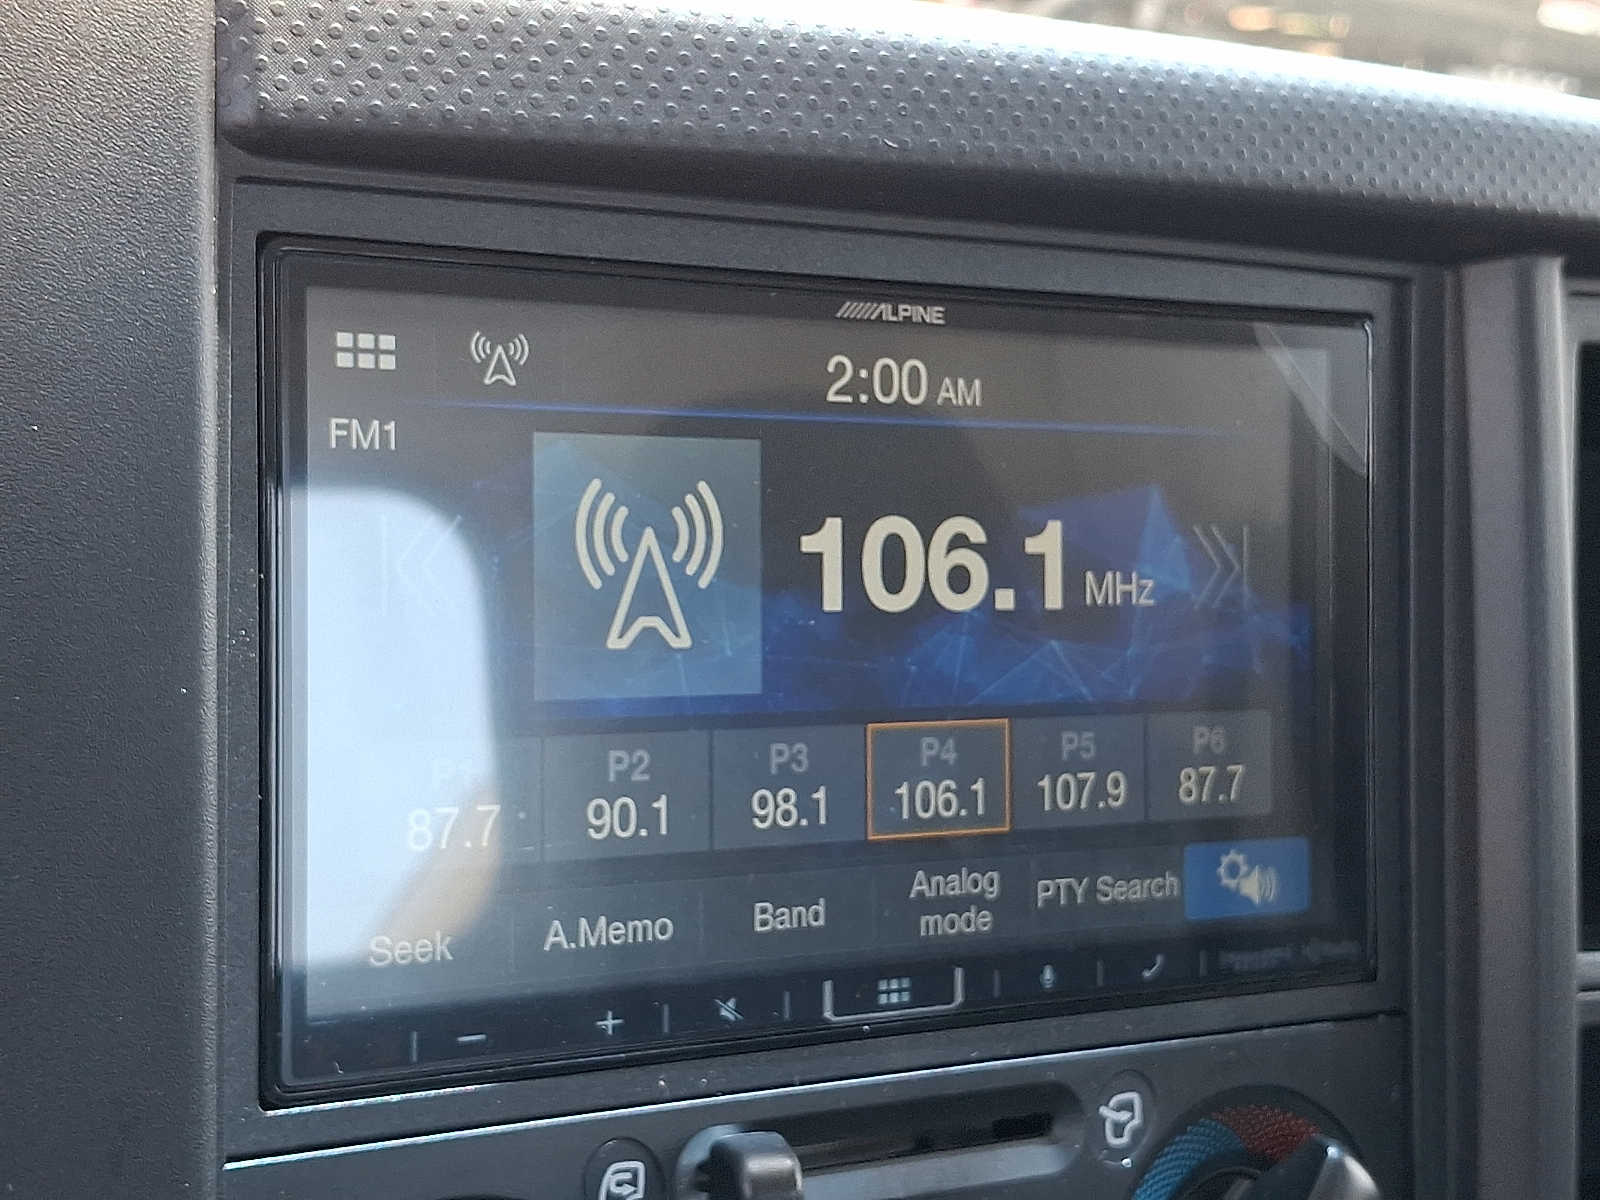 ALPINE
2:00 AM
FM1
106.1 MHz
P1 P2 P3 P4 P5 P6
87.7 90.1 98.1 106.1 107.9 87.7
Seek A.Memo Band Analog mode PTY Search